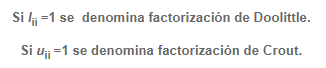 Si lii =1 se  denomina factorización de Doolittle.
Si uii =1 se denomina factorización de Crout.